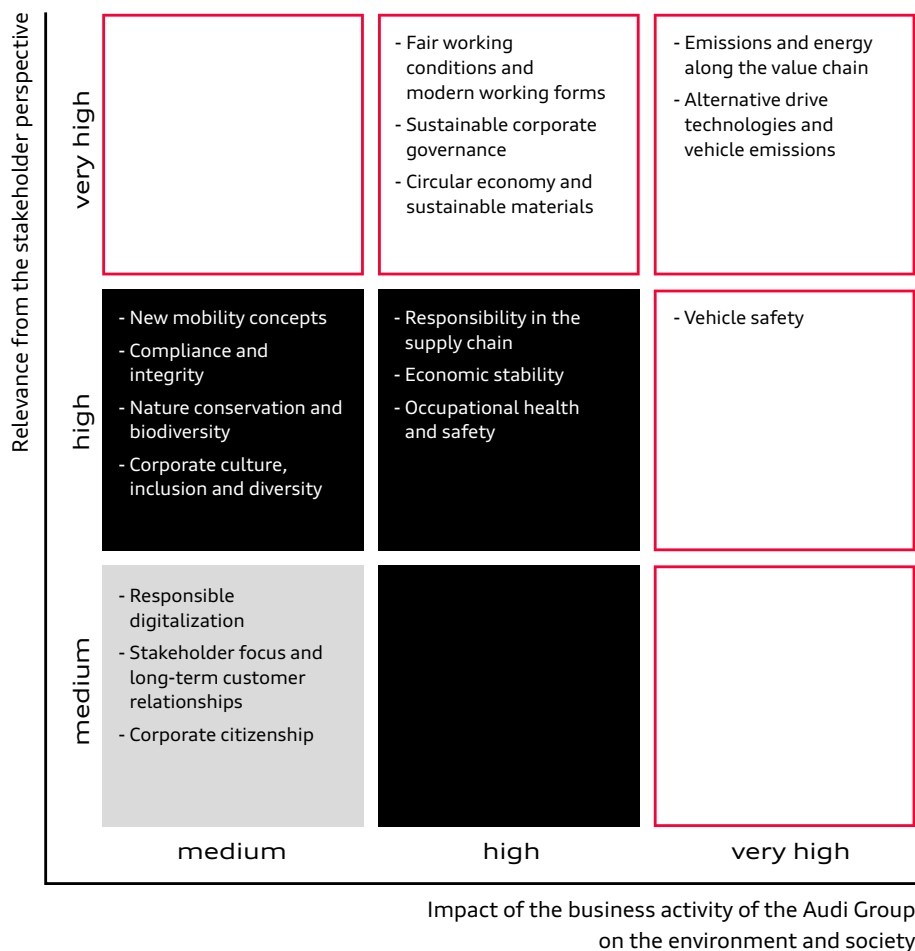 Relevance from the stakeholder perspective
very high
- Fair working
conditions and
modern working forms
- Sustainable corporate
governance
- Circular economy and
sustainable materials
- Emissions and energy
along the value chain
- Alternative drive
technologies and
vehicle emissions
high
- New mobility concepts
- Compliance and
integrity
- Nature conservation and
biodiversity
- Corporate culture,
inclusion and diversity
- Responsibility in the
supply chain
- Economic stability
- Occupational health
and safety
- Vehicle safety
medium
- Responsible
digitalization
- Stakeholder focus and
long-term customer
relationships
- Corporate citizenship
medium
high
very high
Impact of the business activity of the Audi Group
on the environment and society